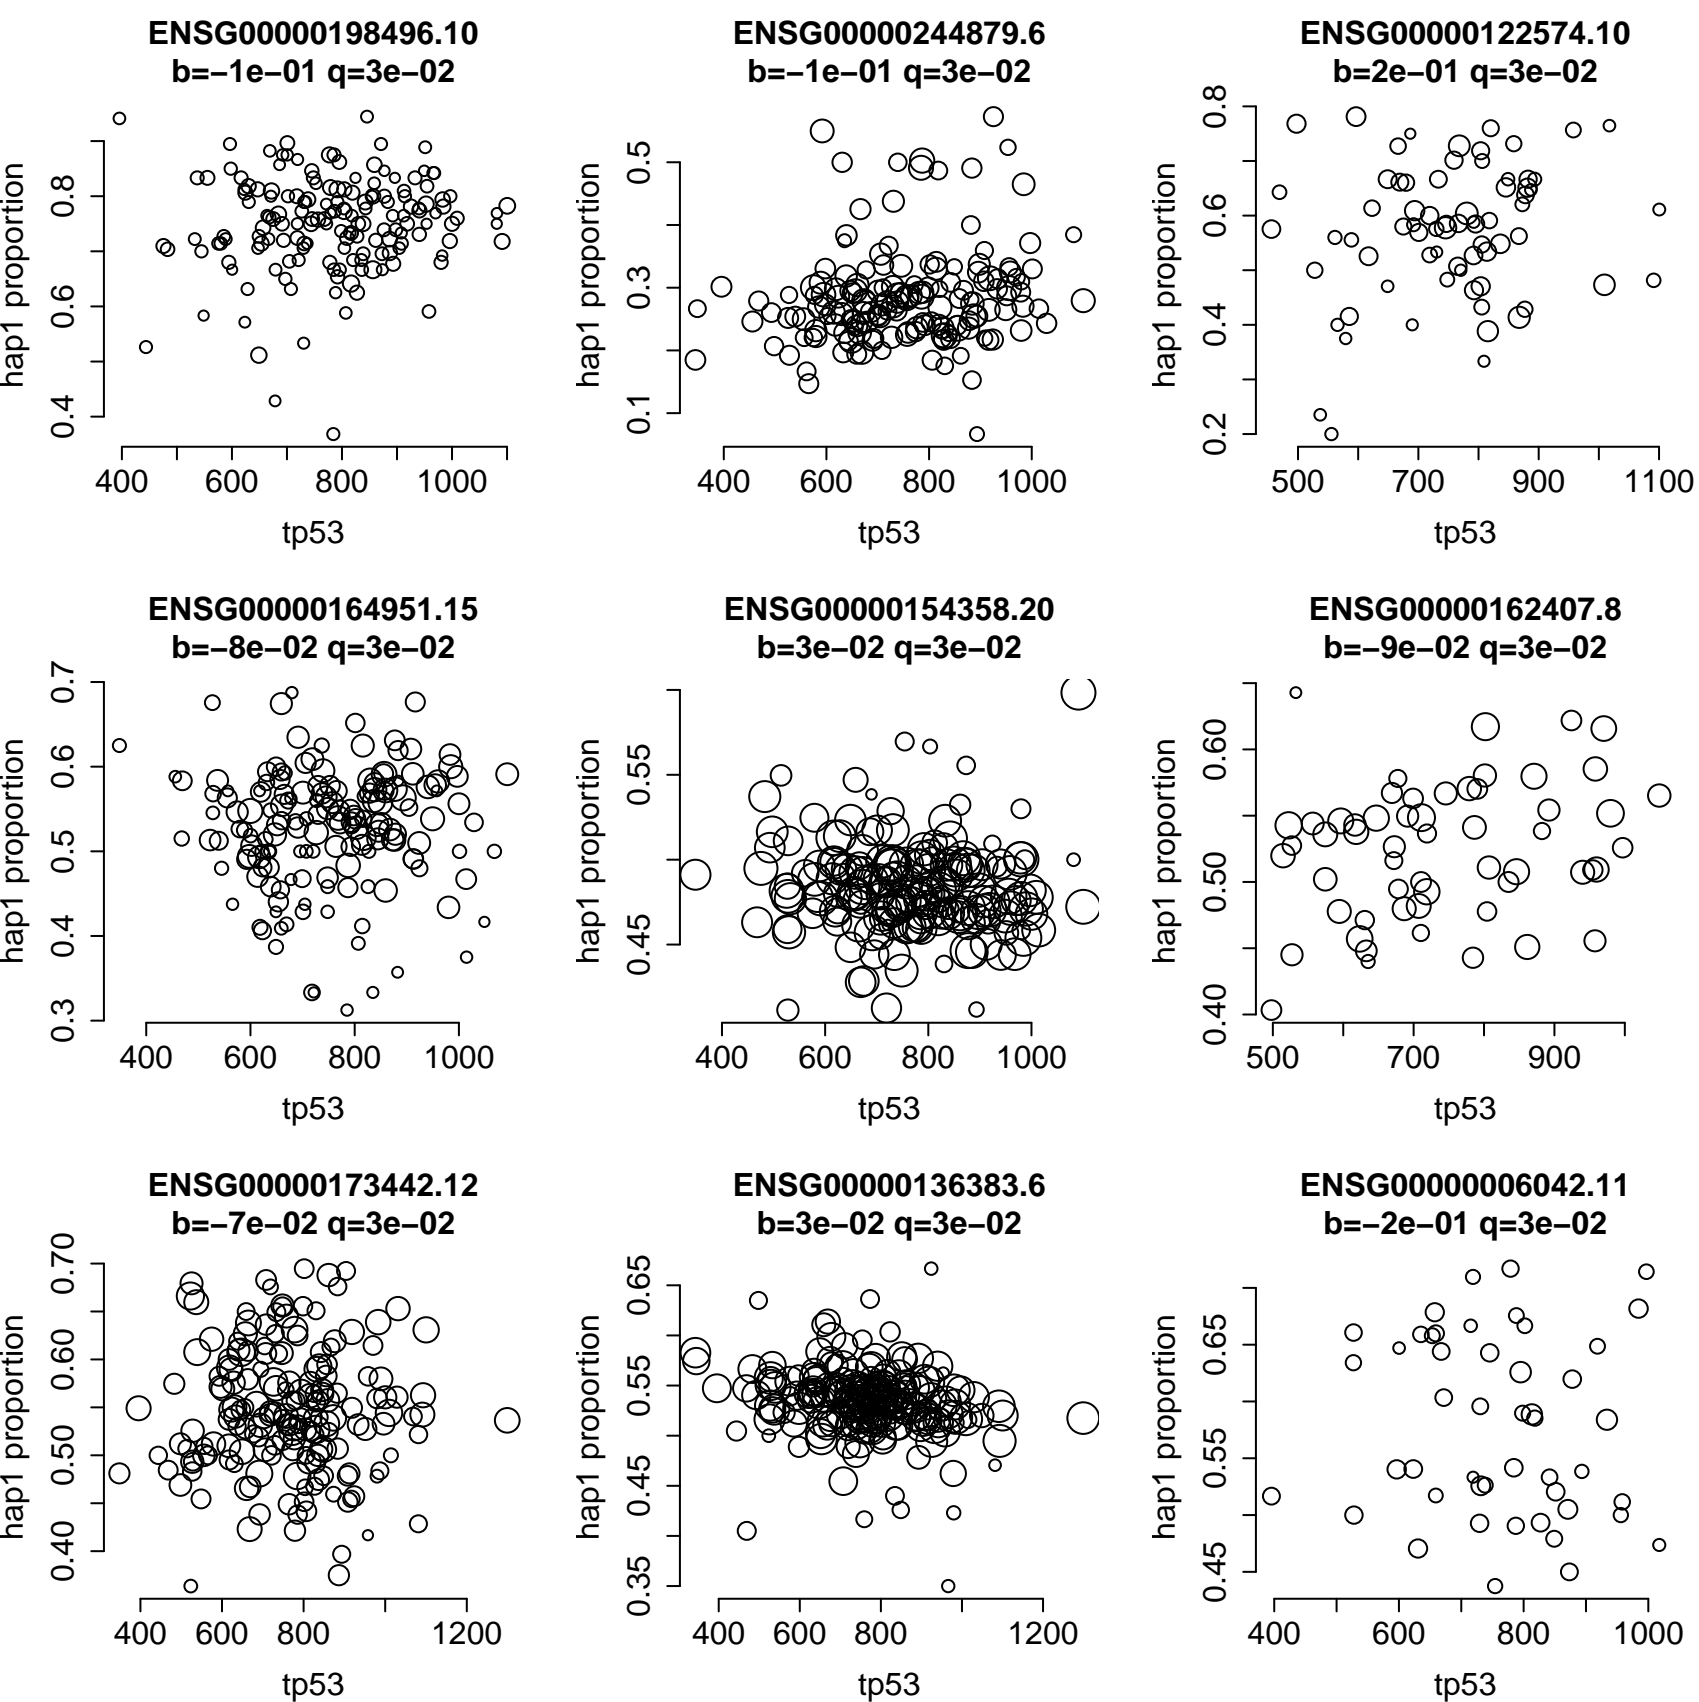 ENSG00000198496.10
b=−1e−01 q=3e−02
hap1 proportion
0.4 0.6 0.8
400 600 800 1000
tp53
ENSG00000244879.6
b=−1e−01 q=3e−02
hap1 proportion
0.1 0.3 0.5
400 600 800 1000
tp53
ENSG00000122574.10
b=2e−01 q=3e−02
hap1 proportion
0.2 0.4 0.6 0.8
500 700 900 1100
tp53
ENSG00000164951.15
b=−8e−02 q=3e−02
hap1 proportion
0.3 0.4 0.5 0.6 0.7
400 600 800 1000
tp53
ENSG00000154358.20
b=3e−02 q=3e−02
hap1 proportion
0.45 0.55
400 600 800 1000
tp53
ENSG00000162407.8
b=−9e−02 q=3e−02
hap1 proportion
0.40 0.50 0.60
500 700 900
tp53
ENSG00000173442.12
b=−7e−02 q=3e−02
hap1 proportion
0.40 0.50 0.60 0.70
400 600 800 1200
tp53
ENSG00000136383.6
b=3e−02 q=3e−02
hap1 proportion
0.35 0.45 0.55 0.65
400 600 800 1200
tp53
ENSG00000006042.11
b=−2e−01 q=3e−02
hap1 proportion
0.45 0.55 0.65
400 600 800 1000
tp53